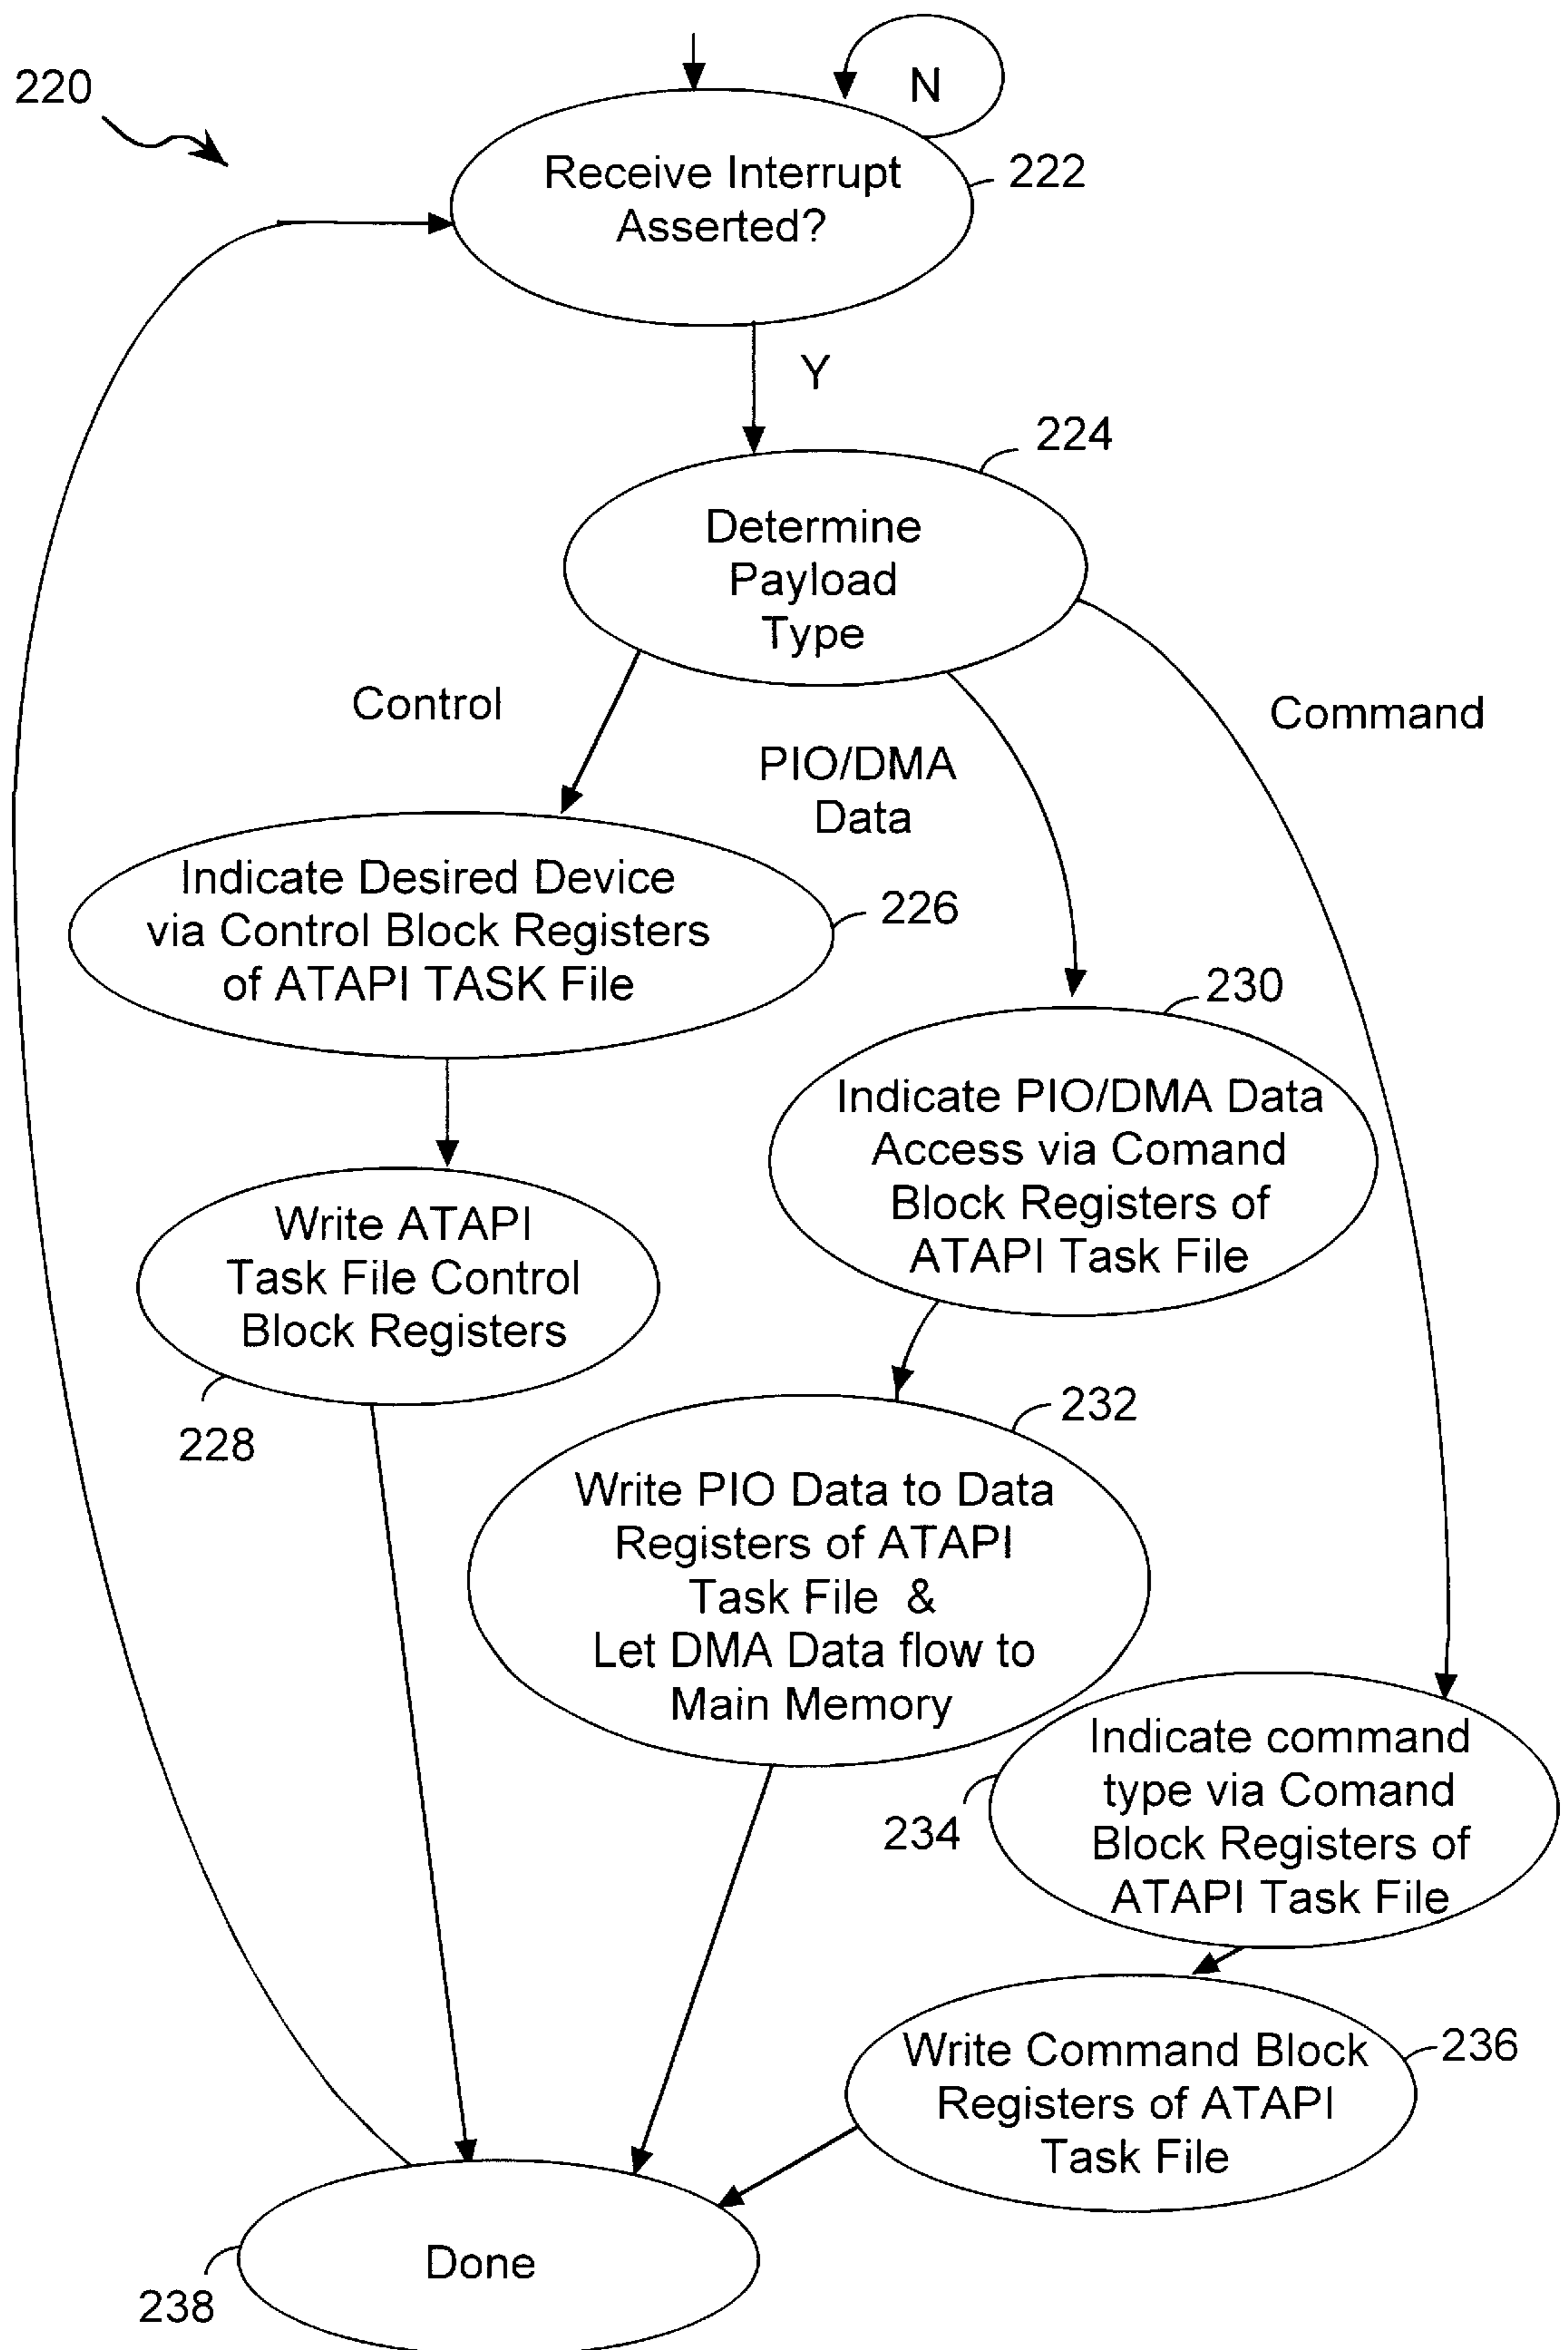 220
N
Receive Interrupt
Asserted?
222
Y
224
Determine
Payload
Type
Control
PIO/DMA
Data
Command
Indicate Desired Device
via Control Block Registers
of ATAPI TASK File
226
230
Indicate PIO/DMA Data
Access via Comand
Block Registers of
ATAPI Task File
Write ATAPI
Task File Control
Block Registers
228
232
Write PIO Data to Data
Registers of ATAPI
Task File &
Let DMA Data flow to
Main Memory
Indicate command
type via Comand
Block Registers of
ATAPI Task File
234
Write Command Block
Registers of ATAPI
Task File
236
Done
238